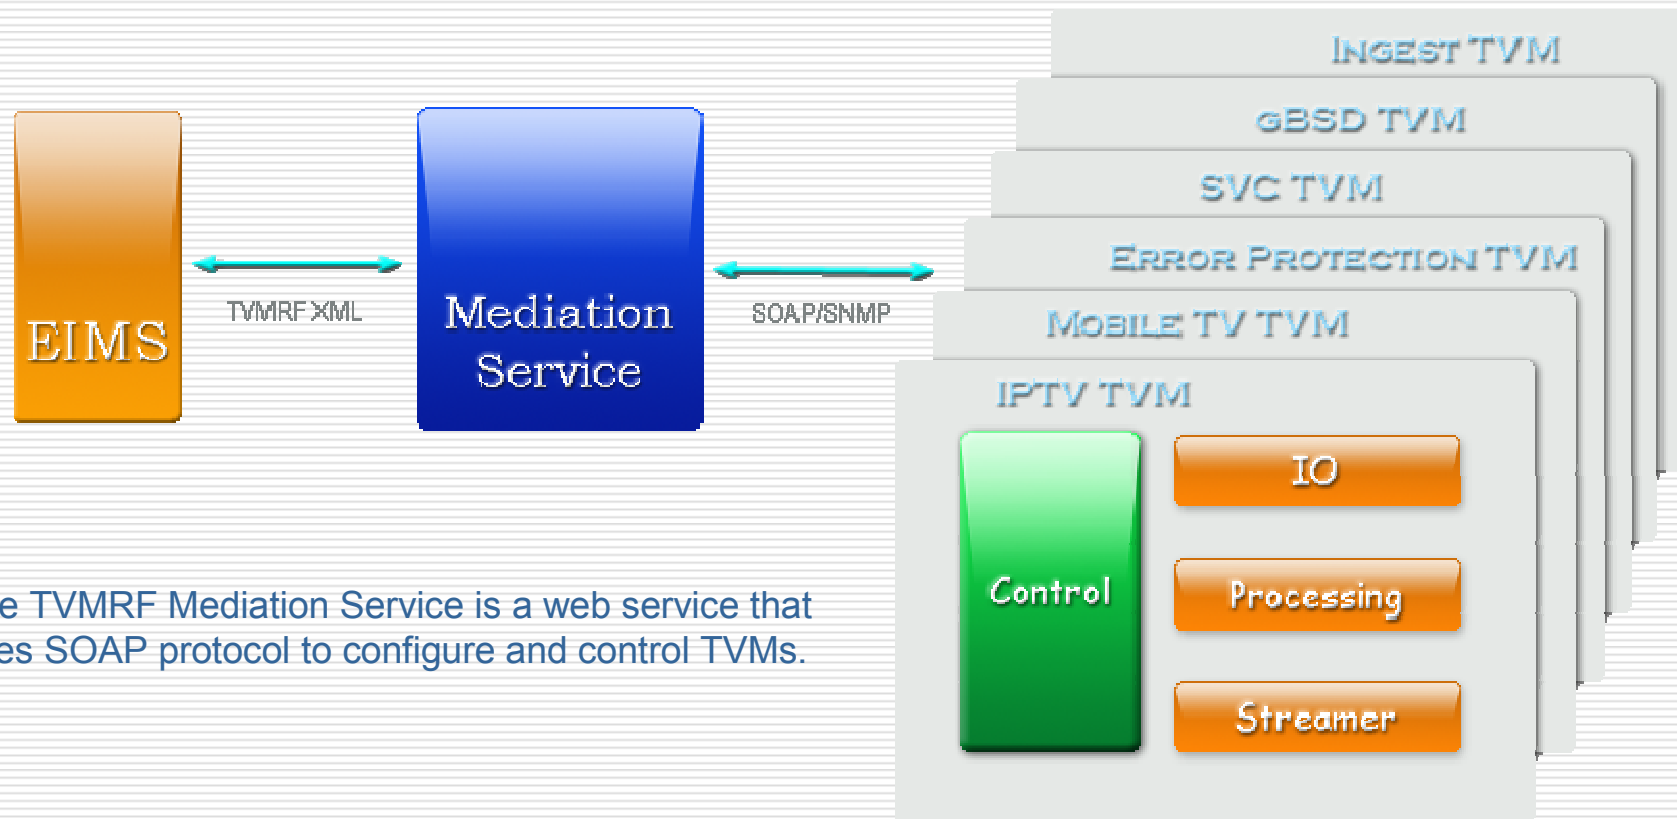 INGEST TVM
GBSD TVM
SVC TVM
ERROR PROTECTION TVM
MOBILE TV TVM
IPTV TVM
EIMS
TVMRF XML
Mediation
Service
SOAP/SNMP
Control
IO
Processing
Streamer
e TVMRF Mediation Service is a web service that
es SOAP protocol to configure and control TVMs.